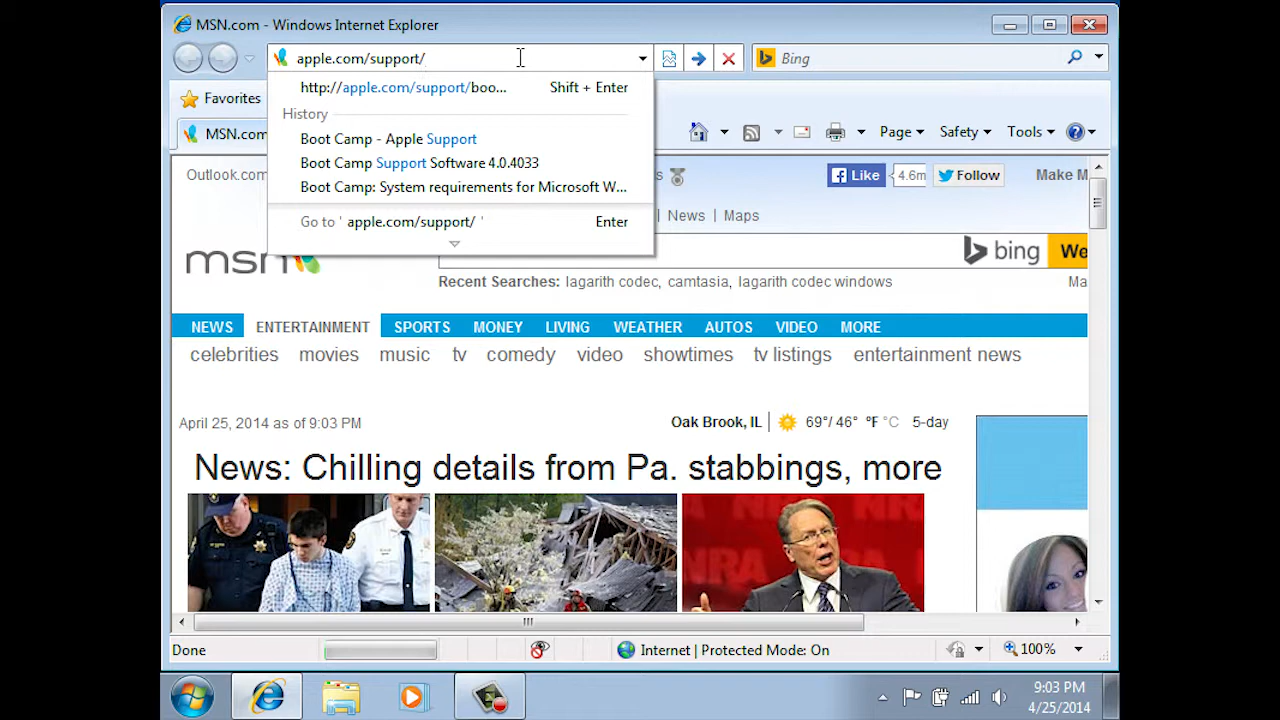 MSN.com - Windows Internet Explorer
apple.com/support/
Bing
http://apple.com/support/boo... Shift + Enter
History
Boot Camp - Apple Support
Boot Camp Support Software 4.0.4033
Boot Camp: System requirements for Microsoft W...
Go to ' apple.com/support/ ' Enter
Favorites
MSN.com
Page Safety Tools
Outlook.com s Like 4.6m Follow Make M
News | Maps
msn bing We
Recent Searches: lagarith codec, camtasia, lagarith codec windows Ma
NEWS ENTERTAINMENT SPORTS MONEY LIVING WEATHER AUTOS VIDEO MORE
celebrities movies music tv comedy video showtimes tv listings entertainment news
April 25, 2014 as of 9:03 PM Oak Brook, IL 69°/ 46° °F °C 5-day
News: Chilling details from Pa. stabbings, more
NRA
Done Internet | Protected Mode: On 100%
9:03 PM
4/25/2014